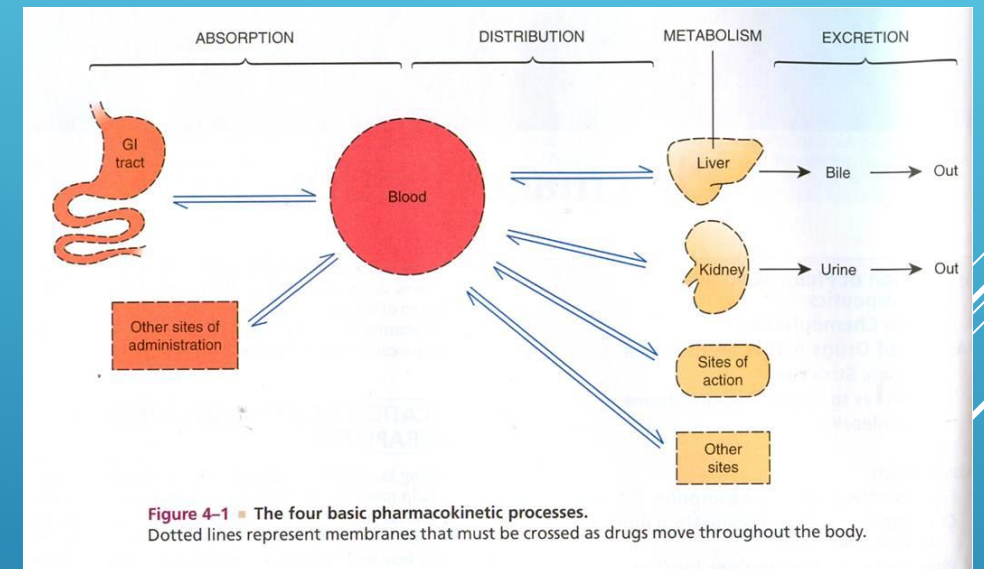 ABSORPTION
DISTRIBUTION
METABOLISM
EXCRETION
GI
tract
Blood
Liver
Bile
Out
Kidney
Urine
Out
Other sites of
administration
Sites of
action
Other
sites
Figure 4–1 ▪ The four basic pharmacokinetic processes.
Dotted lines represent membranes that must be crossed as drugs move throughout the body.